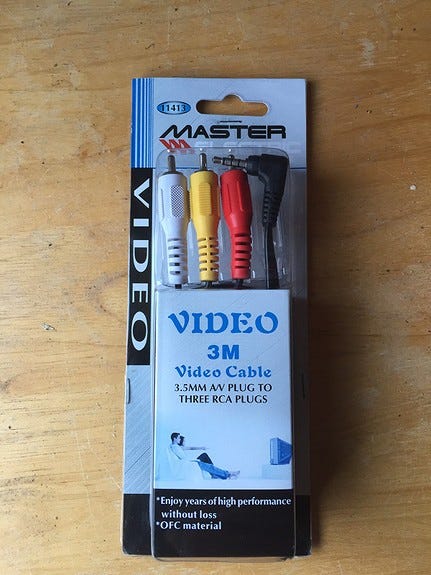 11413
MASTER
VIDEO
VIDEO
3M
Video Cable
3.5MM A/V PLUG TO
THREE RCA PLUGS
*Enjoy years of high performance
without loss
*OFC material